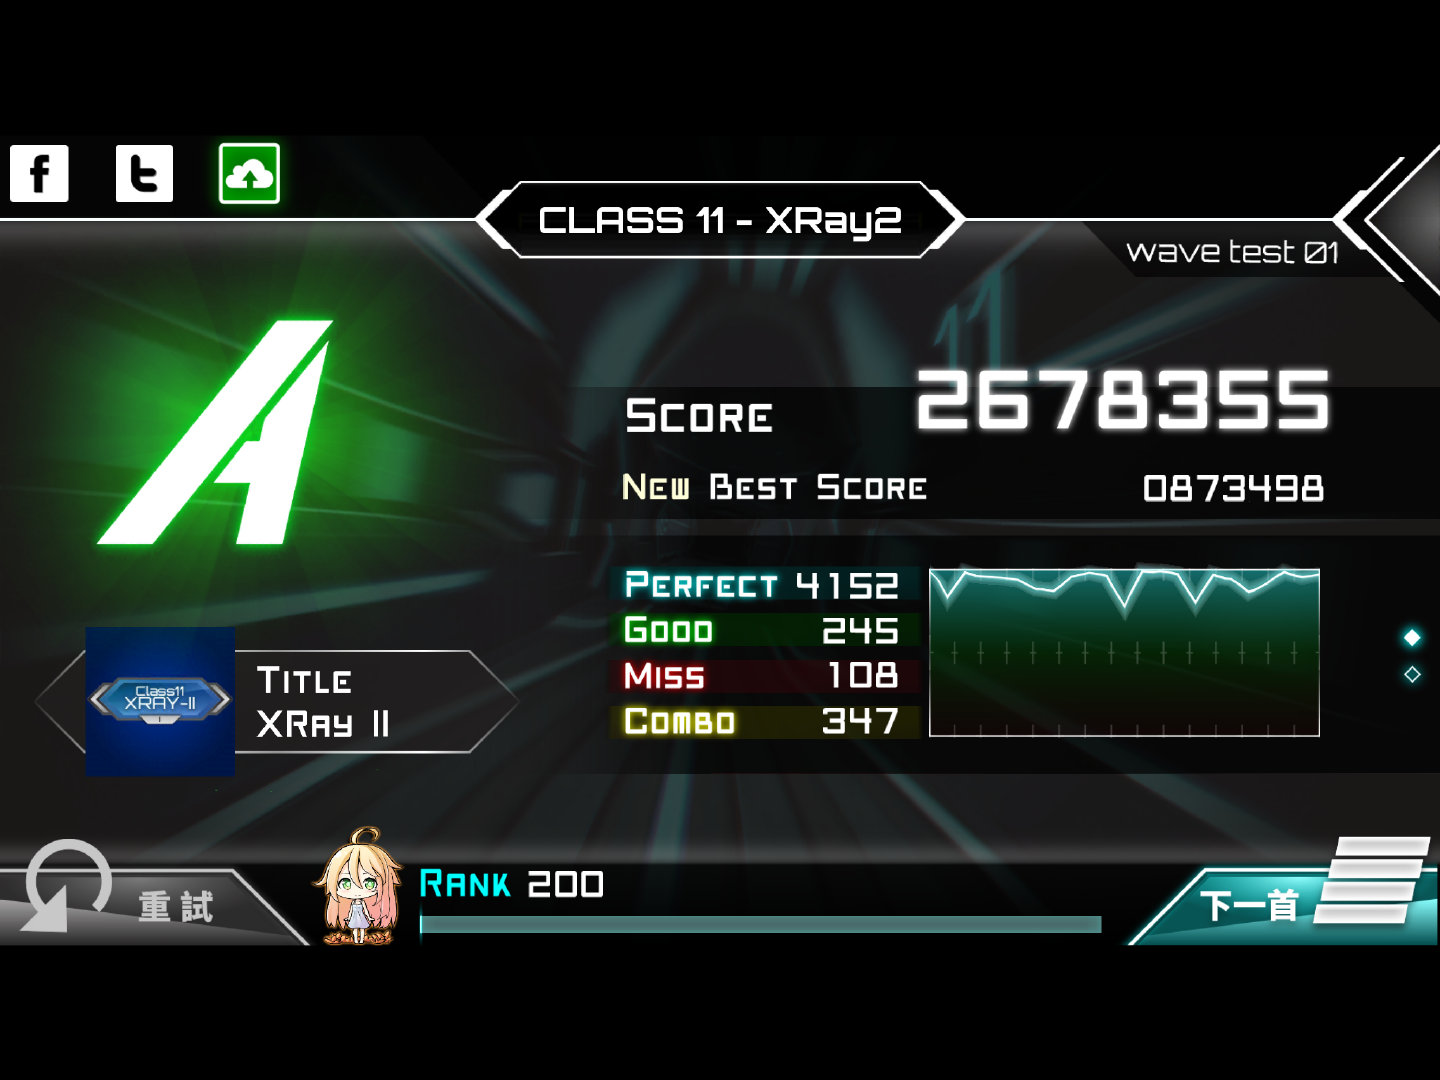 f
t
CLASS 11 - XRay2
wave test 01
11
A
SCORE 2678355
NEW BEST SCORE 0873498
PERFECT 4152
GOOD 245
MISS 108
COMBO 347
Class11
XRAY-II
TITLE
XRAY II
重試
RANK 200
下一首